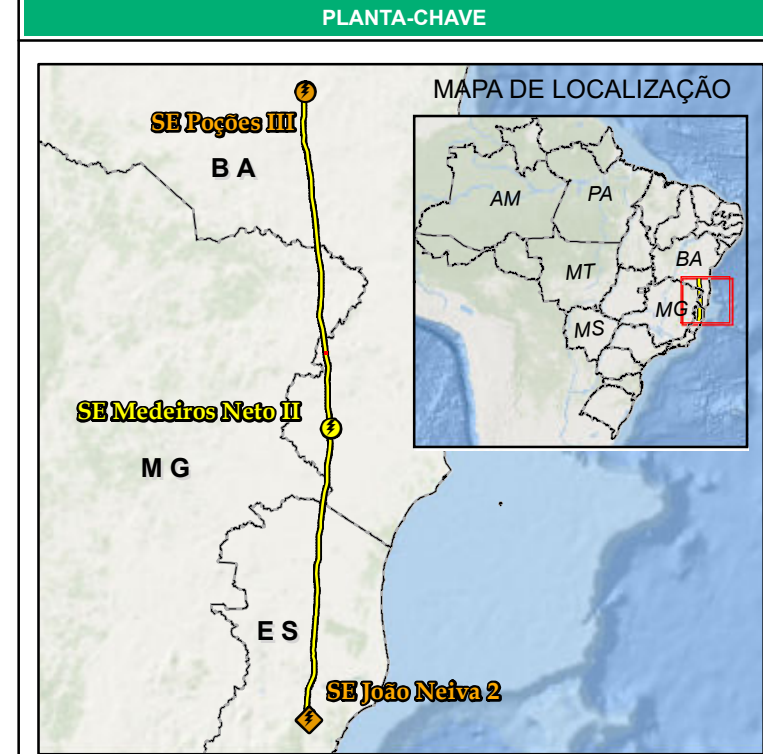 PLANTA-CHAVE
MAPA DE LOCALIZAÇÃO
SE Poções III
B A
AM
PA
BA
MT
MG
MS
SE Medeiros Neto II
M G
E S
SE João Neiva 2